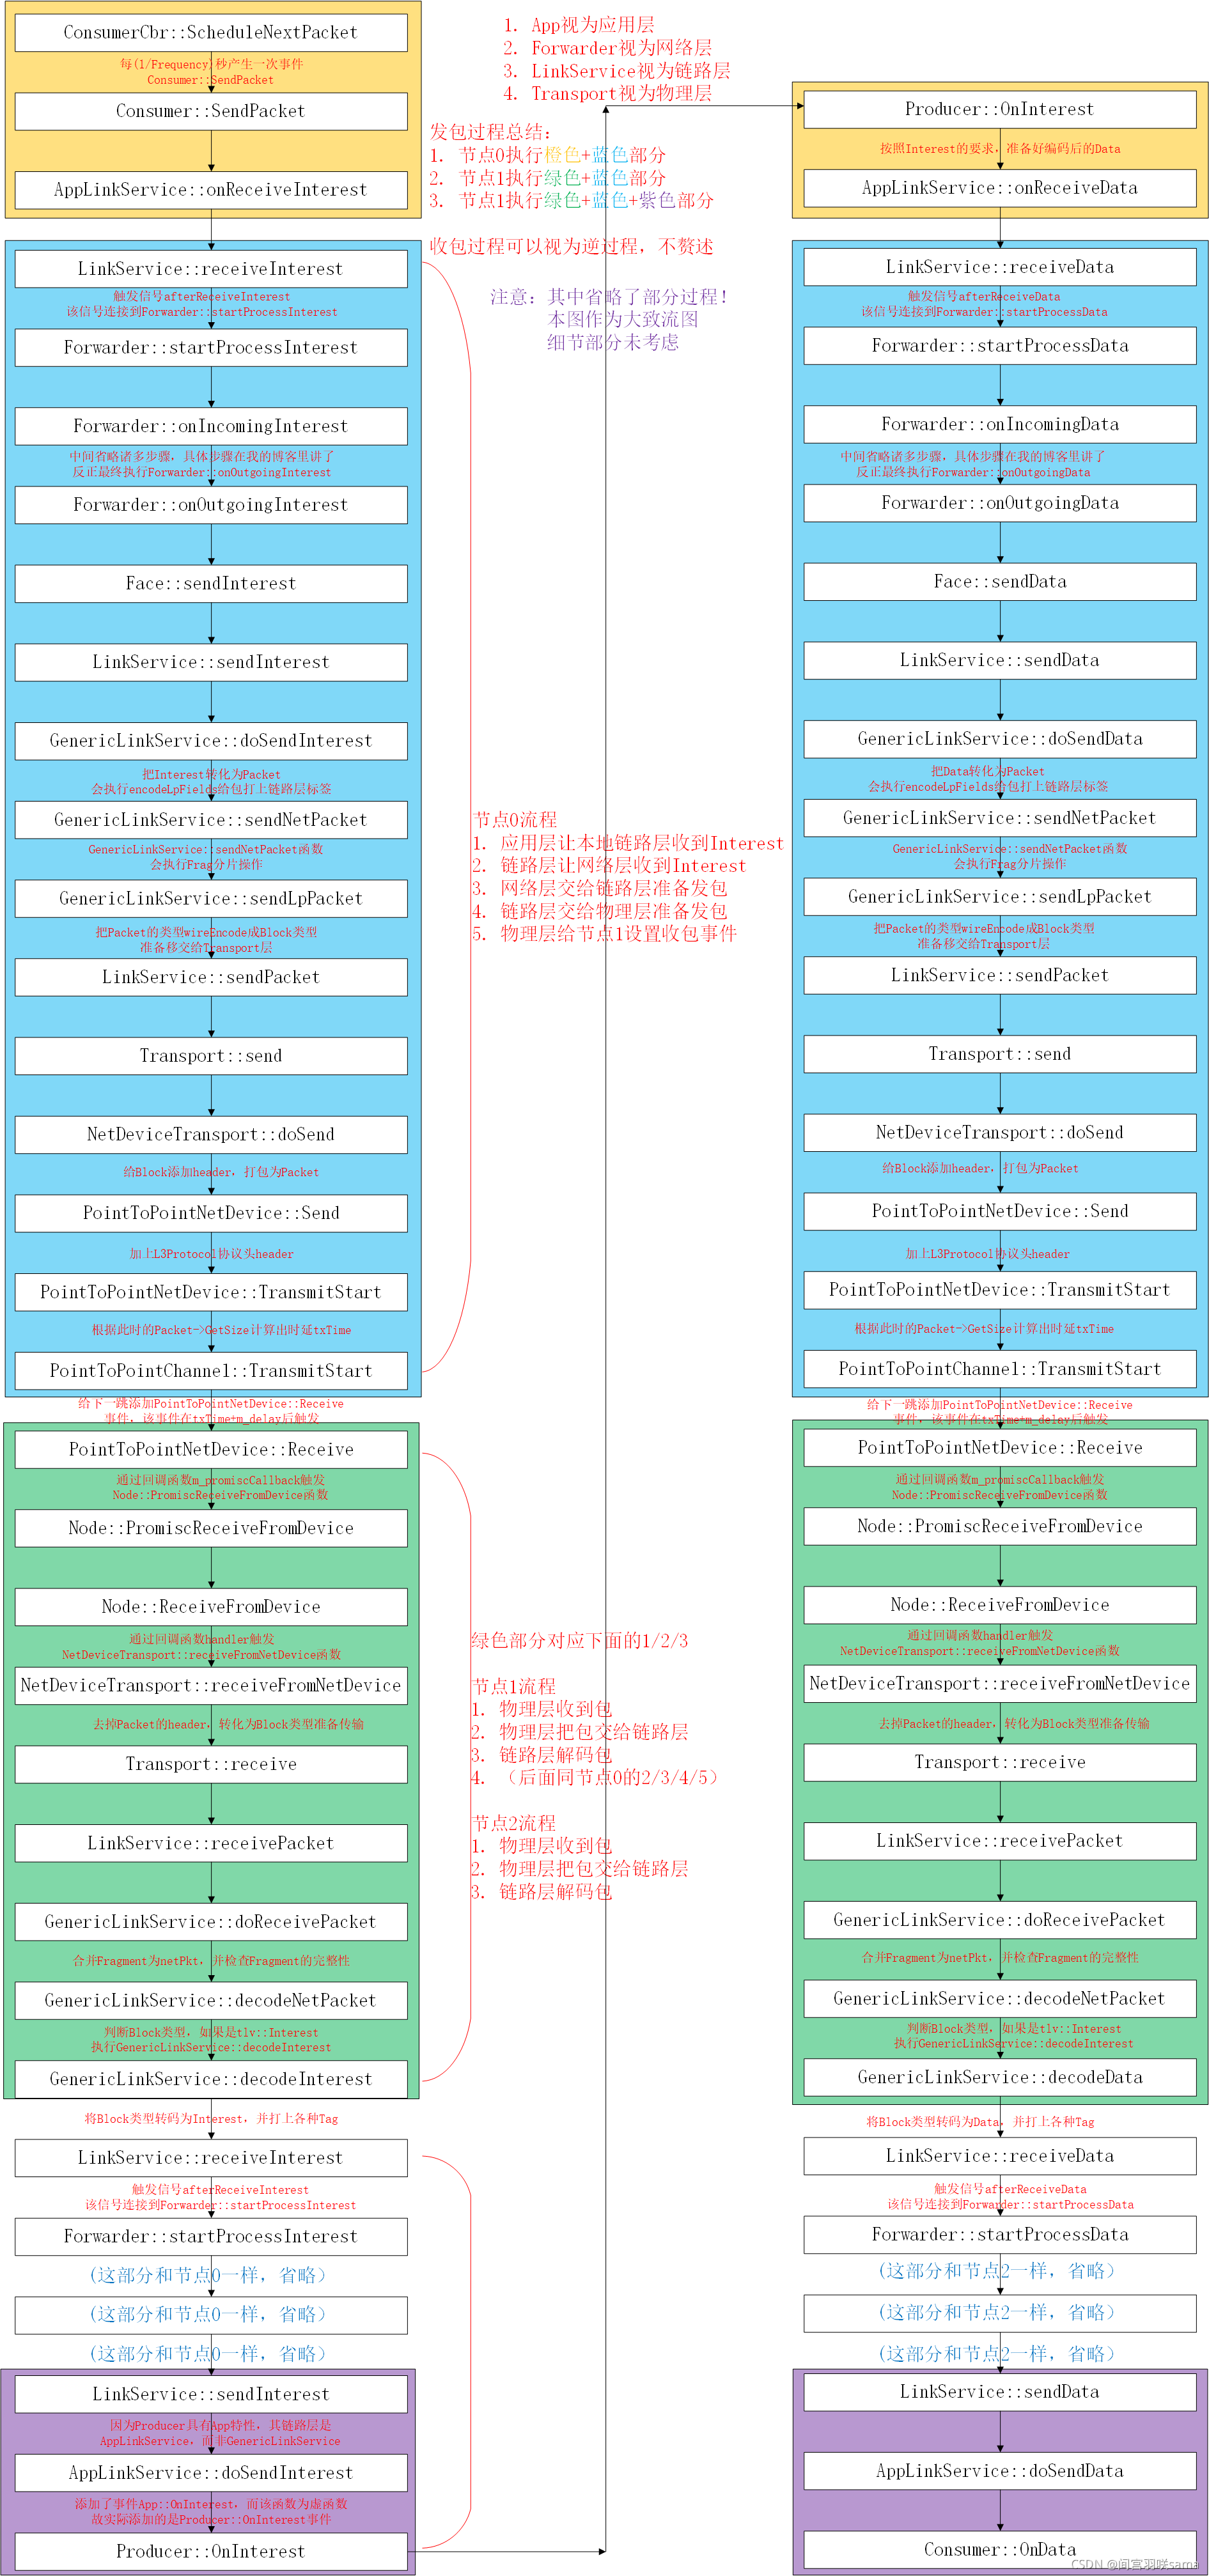 ConsumerCbr::ScheduleNextPacket
每(1/Frequency)秒产生一次事件
Consumer::SendPacket
Consumer::SendPacket
AppLinkService::onReceiveInterest
LinkService::receiveInterest
触发信号afterReceiveInterest
该信号连接到Forwarder::startProcessInterest
Forwarder::startProcessInterest
Forwarder::onIncomingInterest
中间省略诸多步骤，具体步骤在我的博客里讲了
反正最终执行Forwarder::onOutgoingInterest
Forwarder::onOutgoingInterest
Face::sendInterest
LinkService::sendInterest
GenericLinkService::doSendInterest
把Interest转化为Packet
会执行encodeLpFields给包打上链路层标签
GenericLinkService::sendNetPacket
GenericLinkService::sendNetPacket函数
会执行Frag分片操作
GenericLinkService::sendLpPacket
把Packet的类型wireEncode成Block类型
准备移交给Transport层
LinkService::sendPacket
Transport::send
NetDeviceTransport::doSend
给Block添加header，打包为Packet
PointToPointNetDevice::Send
加上L3Protocol协议头header
PointToPointNetDevice::TransmitStart
根据此时的Packet->GetSize计算出时延txTime
PointToPointChannel::TransmitStart
给下一跳添加PointToPointNetDevice::Receive
事件，该事件在txTime+m_delay后触发
PointToPointNetDevice::Receive
通过回调函数m_promiscCallback触发
Node::PromiscReceiveFromDevice函数
Node::PromiscReceiveFromDevice
Node::ReceiveFromDevice
通过回调函数handler触发
NetDeviceTransport::receiveFromNetDevice函数
NetDeviceTransport::receiveFromNetDevice
去掉Packet的header，转化为Block类型准备传输
Transport::receive
LinkService::receivePacket
GenericLinkService::doReceivePacket
合并Fragment为netPkt，并检查Fragment的完整性
GenericLinkService::decodeNetPacket
判断Block类型，如果是tlv::Interest
执行GenericLinkService::decodeInterest
GenericLinkService::decodeInterest
将Block类型转码为Interest，并打上各种Tag
LinkService::receiveInterest
触发信号afterReceiveInterest
该信号连接到Forwarder::startProcessInterest
Forwarder::startProcessInterest
(这部分和节点0一样，省略)
(这部分和节点0一样，省略)
(这部分和节点0一样，省略)
LinkService::sendInterest
因为Producer具有App特性，其链路层是
AppLinkService，而非GenericLinkService
AppLinkService::doSendInterest
添加了事件App::OnInterest，而该函数为虚函数
故实际添加的是Producer::OnInterest事件
Producer::OnInterest
1. App视为应用层
2. Forwarder视为网络层
3. LinkService视为链路层
4. Transport视为物理层
发包过程总结：
1. 节点0执行橙色+蓝色部分
2. 节点1执行绿色+蓝色部分
3. 节点1执行绿色+蓝色+紫色部分
收包过程可以视为逆过程，不赘述
注意：其中省略了部分过程！
本图作为大致流图
细节部分未考虑
节点0流程
1. 应用层让本地链路层收到Interest
2. 链路层让网络层收到Interest
3. 网络层交给链路层准备发包
4. 链路层交给物理层准备发包
5. 物理层给节点1设置收包事件
绿色部分对应下面的1/2/3
节点1流程
1. 物理层收到包
2. 物理层把包交给链路层
3. 链路层解码包
4. （后面同节点0的2/3/4/5）
节点2流程
1. 物理层收到包
2. 物理层把包交给链路层
3. 链路层解码包
Producer::OnInterest
按照Interest的要求，准备好编码后的Data
AppLinkService::onReceiveData
LinkService::receiveData
触发信号afterReceiveData
该信号连接到Forwarder::startProcessData
Forwarder::startProcessData
Forwarder::onIncomingData
中间省略诸多步骤，具体步骤在我的博客里讲了
反正最终执行Forwarder::onOutgoingData
Forwarder::onOutgoingData
Face::sendData
LinkService::sendData
GenericLinkService::doSendData
把Data转化为Packet
会执行encodeLpFields给包打上链路层标签
GenericLinkService::sendNetPacket
GenericLinkService::sendNetPacket函数
会执行Frag分片操作
GenericLinkService::sendLpPacket
把Packet的类型wireEncode成Block类型
准备移交给Transport层
LinkService::sendPacket
Transport::send
NetDeviceTransport::doSend
给Block添加header，打包为Packet
PointToPointNetDevice::Send
加上L3Protocol协议头header
PointToPointNetDevice::TransmitStart
根据此时的Packet->GetSize计算出时延txTime
PointToPointChannel::TransmitStart
给下一跳添加PointToPointNetDevice::Receive
事件，该事件在txTime+m_delay后触发
PointToPointNetDevice::Receive
通过回调函数m_promiscCallback触发
Node::PromiscReceiveFromDevice函数
Node::PromiscReceiveFromDevice
Node::ReceiveFromDevice
通过回调函数handler触发
NetDeviceTransport::receiveFromNetDevice函数
NetDeviceTransport::receiveFromNetDevice
去掉Packet的header，转化为Block类型准备传输
Transport::receive
LinkService::receivePacket
GenericLinkService::doReceivePacket
合并Fragment为netPkt，并检查Fragment的完整性
GenericLinkService::decodeNetPacket
判断Block类型，如果是tlv::Interest
执行GenericLinkService::decodeInterest
GenericLinkService::decodeData
将Block类型转码为Data，并打上各种Tag
LinkService::receiveData
触发信号afterReceiveData
该信号连接到Forwarder::startProcessData
Forwarder::startProcessData
(这部分和节点2一样，省略)
(这部分和节点2一样，省略)
(这部分和节点2一样，省略)
LinkService::sendData
AppLinkService::doSendData
Consumer::OnData
CSDN @间宫羽咲sama